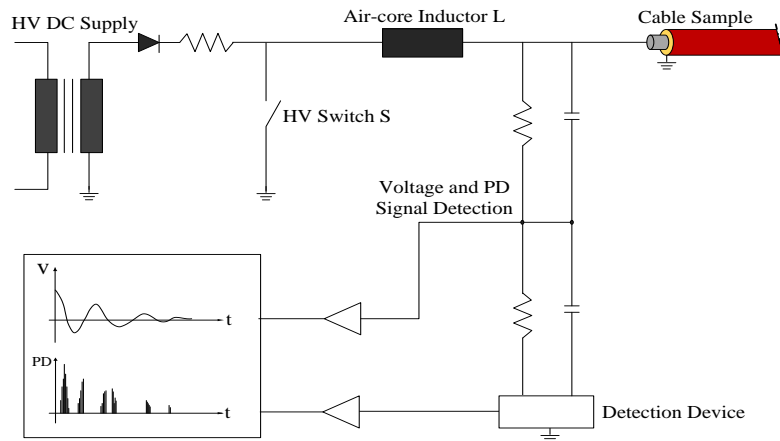 HV DC Supply
Air-core Inductor L
Cable Sample
HV Switch S
Voltage and PD
Signal Detection
V
t
PD
t
Detection Device